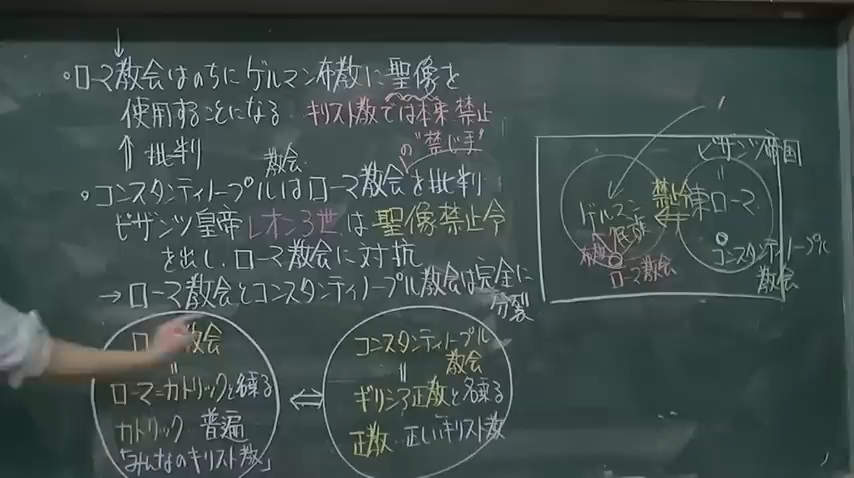 ・ローマ教会はのちにゲルマン布教に聖像を
使用することになる キリスト教では本来禁止
の"禁じ手"
⇑批判
教会
・コンスタンティノープルはローマ教会を批判
ビザンツ皇帝レオン3世は聖像禁止令
を出し、ローマ教会に対抗
→ローマ教会とコンスタンティノープル教会は完全に
分裂
ロ 教会
ローマ=カトリックと名乗る
カトリック 普遍
「みんなのキリスト教」
⇔
コンスタンティノープル
教会
ギリシア正教と名乗る
正教…正しいキリスト教
ビザンツ帝国
東ローマ
禁止令
ゲルマン
民族
布教
ローマ教会
コンスタンティノープル
教会